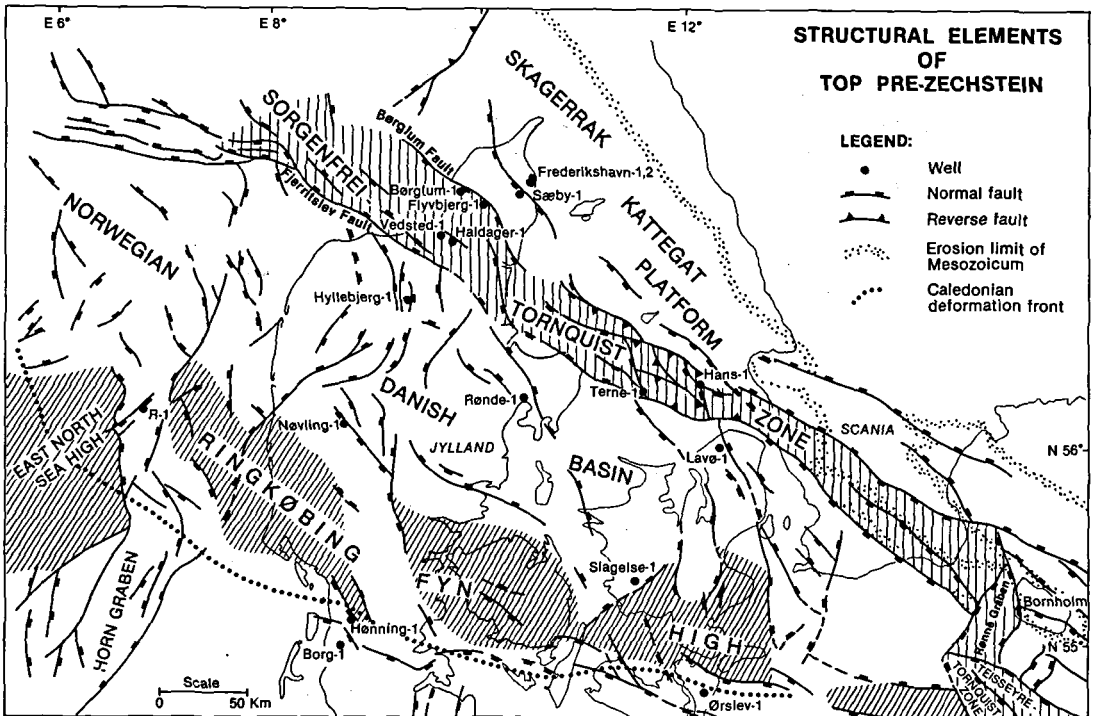 E 6°
E 8°
E 12°
STRUCTURAL ELEMENTS
OF
TOP PRE-ZECHSTEIN
LEGEND:
Well
Normal fault
Reverse fault
Erosion limit of
Mesozoicum
Caledonian
deformation front
SKAGERRAK
KATTEGAT
PLATFORM
SORGENFREI
TORNQUIST
ZONE
Børglum Fault
Fjerritslev Fault
Frederikshavn-1,2
Sæby-1
Børglum-1
Flyvbjerg-1
Vedsted-1
Haldager-1
NORWEGIAN
DANISH
BASIN
Hyllebjerg-1
Hans-1
Terne-1
Rønde-1
Nøvling-1
JYLLAND
Lavø-1
SCANIA
N 56°
R-1
EAST NORTH
SEA HIGH
RINGKØBING
FYN
HIGH
Slagelse-1
HORN GRABEN
Hønning-1
Borg-1
Ørslev-1
Rønne Graben
Bornholm
N 55°
TEISSEYRE
TORNQUIST
ZONE
Scale
0 50 Km